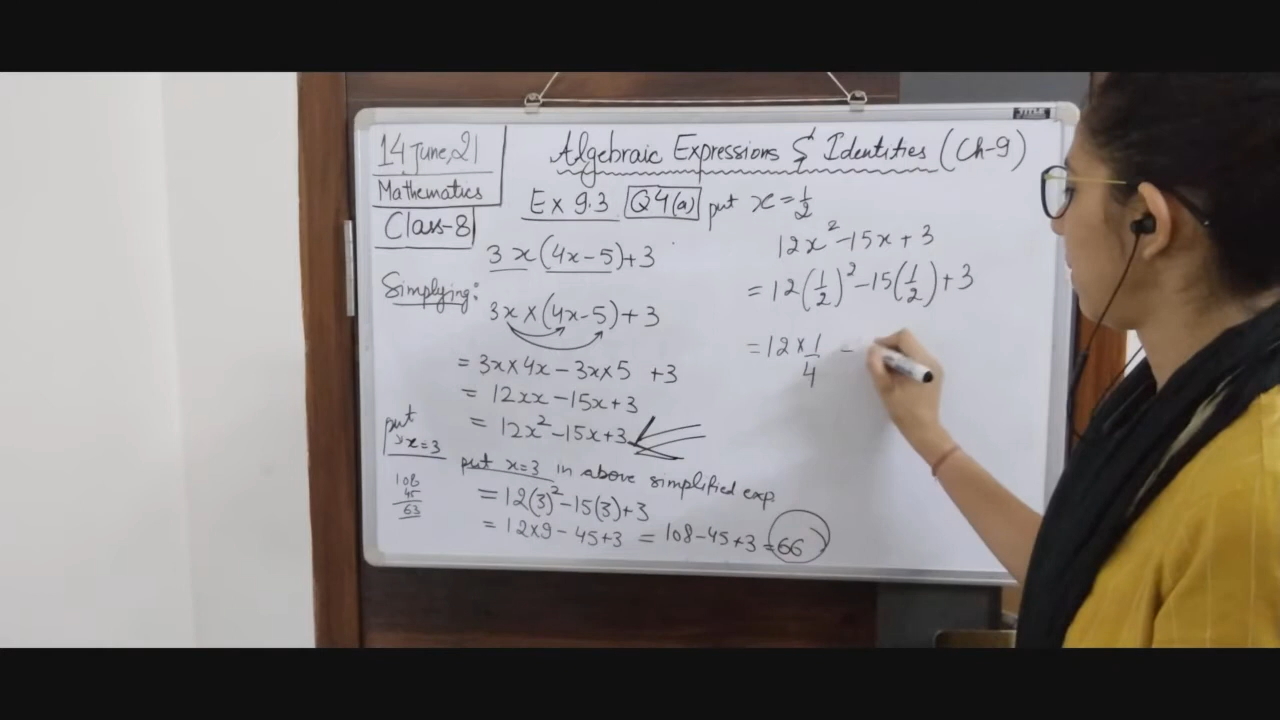 14 June, 21
Mathematics
Class-8
Algebraic Expressions & Identities (Ch-9)
Ex 9.3 Q4(a) put x = 1/2
3x(4x-5)+3
Simplying:
3x×(4x-5)+3
= 3x×4x-3x×5 +3
= 12xx-15x+3
= 12x²-15x+3
put
x=3
put x=3 in above simplified exp.
= 12(3)²-15(3)+3
= 12×9-45+3 = 108-45+3=66
108
45
63
12x²-15x+3
= 12(1/2)²-15(1/2)+3
= 12×1/4 -